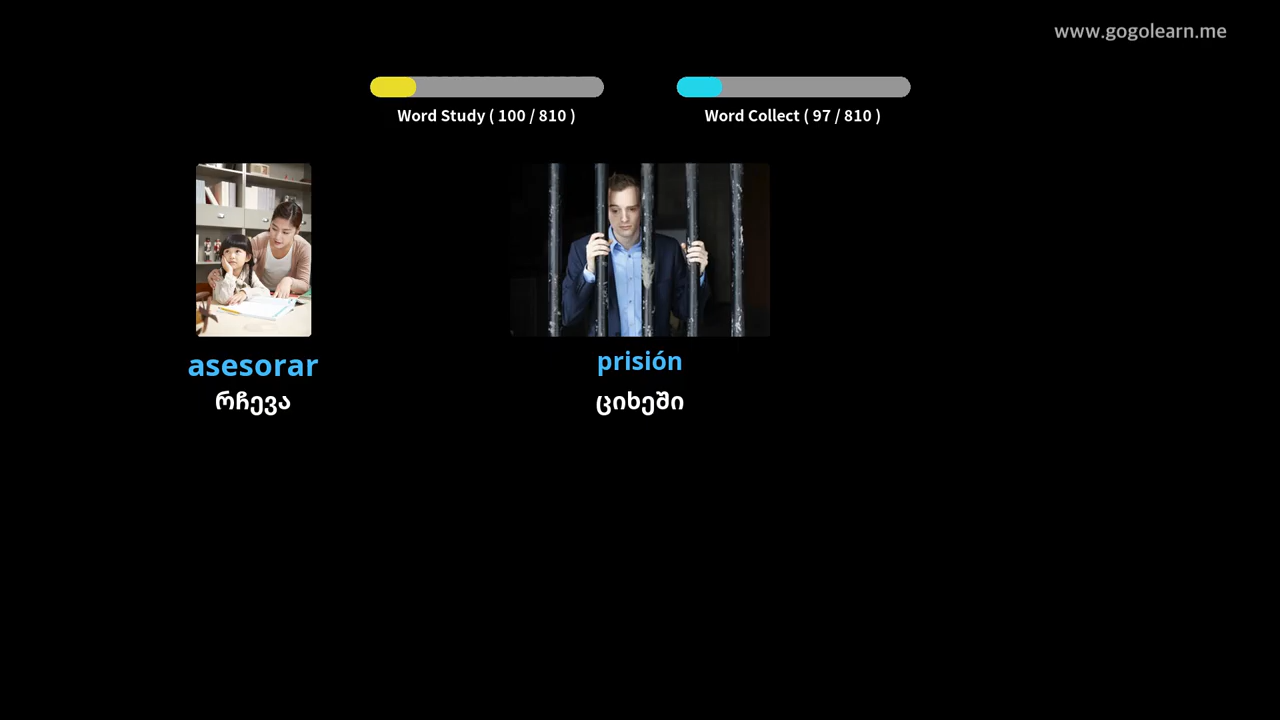 www.gogolearn.me
Word Study ( 100 / 810 )
Word Collect ( 97 / 810 )
asesorar
რჩევა
prisión
ციხეში